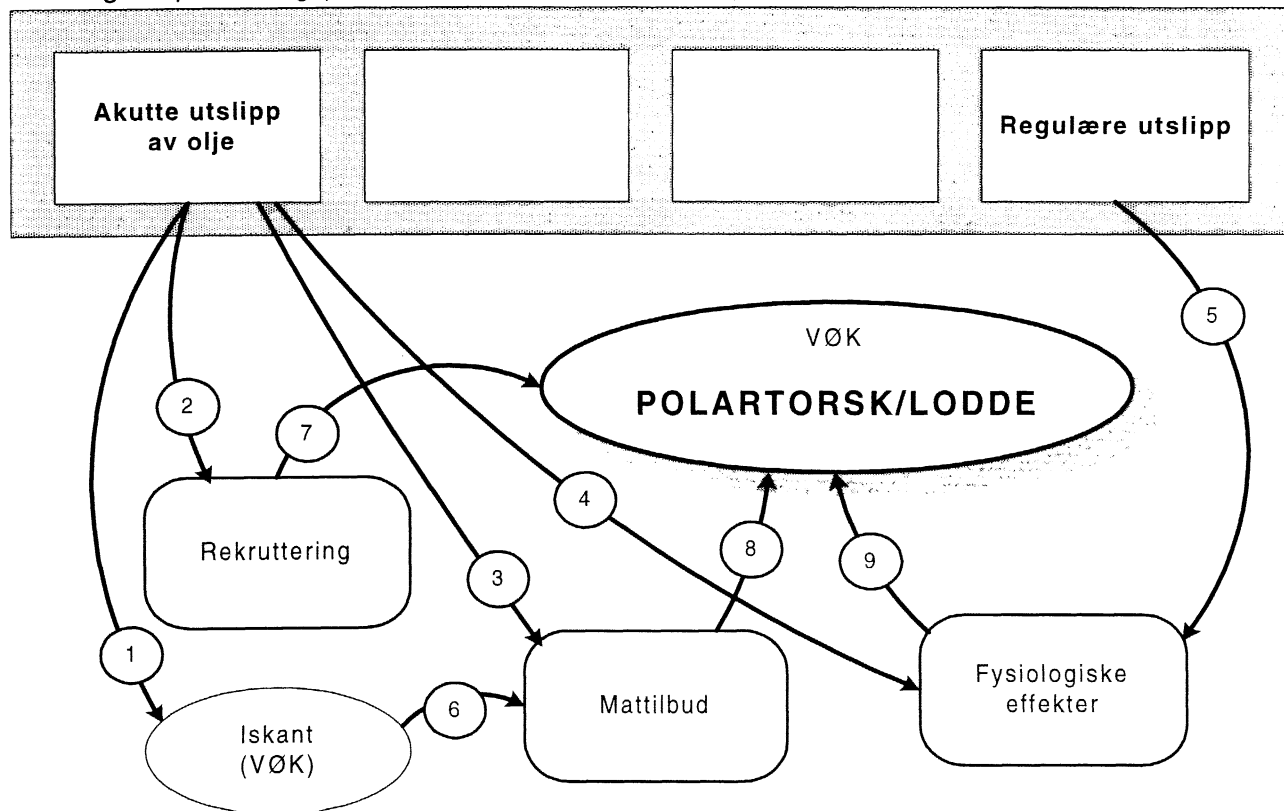 Akutte utslipp
av olje
Regulære utslipp
5
VØK
POLARTORSK/LODDE
2
7
4
Rekruttering
3
8
9
1
Fysiologiske
effekter
Mattilbud
6
Iskant
(VØK)